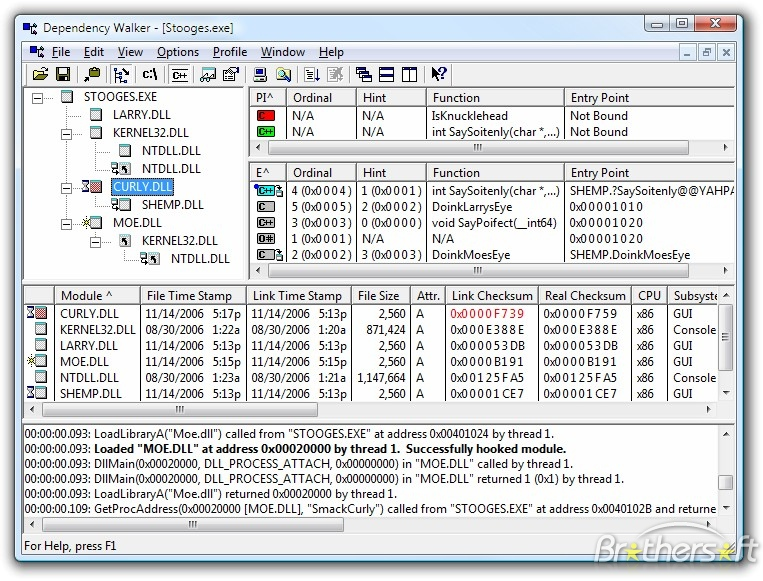 Dependency Walker - [Stooges.exe]
File Edit View Options Profile Window Help
c:\ C++
STOOGES.EXE
LARRY.DLL
KERNEL32.DLL
NTDLL.DLL
NTDLL.DLL
CURLY.DLL
SHEMP.DLL
MOE.DLL
KERNEL32.DLL
NTDLL.DLL
PI^ Ordinal Hint Function Entry Point
C N/A N/A IsKnucklehead Not Bound
C++ N/A N/A int SaySoitenly(char *,... Not Bound
E^ Ordinal Hint Function Entry Point
C++ 4 (0x0004) 1 (0x0001) int SaySoitenly(char *,... SHEMP.?SaySoitenly@@YAHPA
C 5 (0x0005) 2 (0x0002) DoinkLarrysEye 0x00001010
C++ 3 (0x0003) 0 (0x0000) void SayPoifect(__int64) 0x00001020
O# 1 (0x0001) N/A N/A 0x00001020
C 2 (0x0002) 3 (0x0003) DoinkMoesEye SHEMP.DoinkMoesEye
Module ^ File Time Stamp Link Time Stamp File Size Attr. Link Checksum Real Checksum CPU Subsyste
CURLY.DLL 11/14/2006 5:17p 11/14/2006 5:13p 2,560 A 0x0000F739 0x0000F759 x86 GUI
KERNEL32.DLL 08/30/2006 1:22a 08/30/2006 1:20a 871,424 A 0x000E388E 0x000E388E x86 Console
LARRY.DLL 11/14/2006 5:13p 11/14/2006 5:13p 2,560 A 0x000053DB 0x000053DB x86 GUI
MOE.DLL 11/14/2006 5:15p 11/14/2006 5:15p 2,560 A 0x0000B191 0x0000B191 x86 GUI
NTDLL.DLL 08/30/2006 1:23a 08/30/2006 1:21a 1,147,664 A 0x00125FA5 0x00125FA5 x86 Console
SHEMP.DLL 11/14/2006 5:13p 11/14/2006 5:13p 2,560 A 0x00001CE7 0x00001CE7 x86 GUI
00:00:00.093: LoadLibraryA("Moe.dll") called from "STOOGES.EXE" at address 0x00401024 by thread 1.
00:00:00.093: Loaded "MOE.DLL" at address 0x00020000 by thread 1. Successfully hooked module.
00:00:00.093: DllMain(0x00020000, DLL_PROCESS_ATTACH, 0x00000000) in "MOE.DLL" called by thread 1.
00:00:00.093: DllMain(0x00020000, DLL_PROCESS_ATTACH, 0x00000000) in "MOE.DLL" returned 1 (0x1) by thread 1.
00:00:00.093: LoadLibraryA("Moe.dll") returned 0x00020000 by thread 1.
00:00:00.109: GetProcAddress(0x00020000 [MOE.DLL], "SmackCurly") called from "STOOGES.EXE" at address 0x0040102B and returne
For Help, press F1
Brothersoft